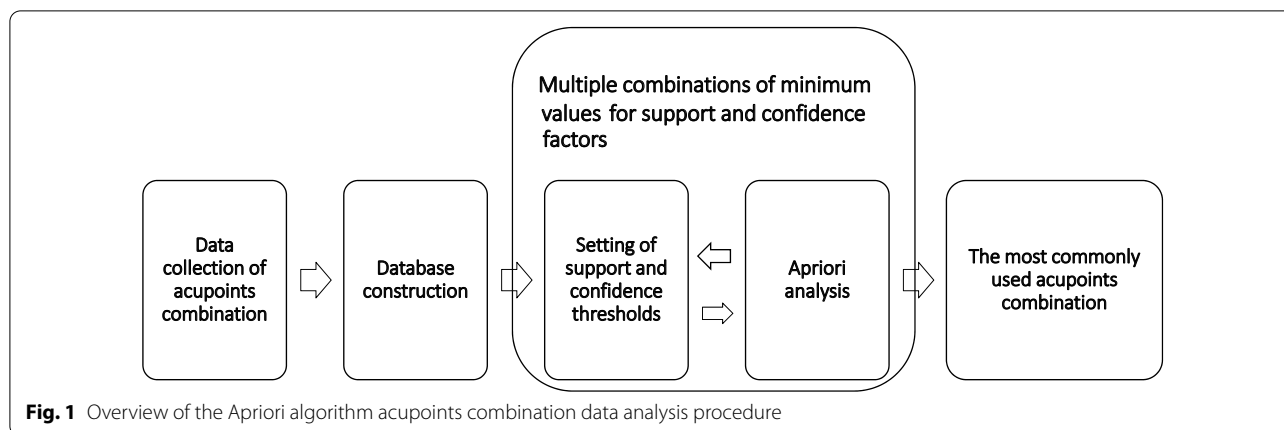 Multiple combinations of minimum
values for support and confidence
factors
Data
collection of
acupoints
combination
Database
construction
Setting of
support and
confidence
thresholds
Apriori
analysis
The most commonly
used acupoints
combination
Fig. 1 Overview of the Apriori algorithm acupoints combination data analysis procedure